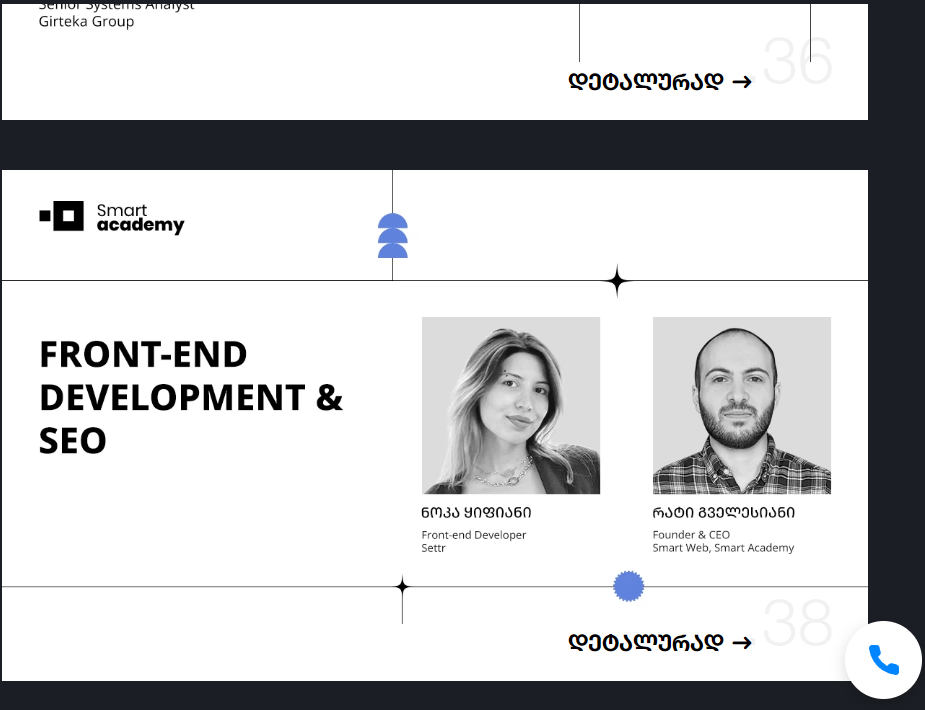 Senior Systems Analyst
Girteka Group
დეტალურად →
36
Smart
academy
FRONT-END
DEVELOPMENT &
SEO
ნოპა ყიფიანი
Front-end Developer
Settr
რატი გველესიანი
Founder & CEO
Smart Web, Smart Academy
დეტალურად →
38